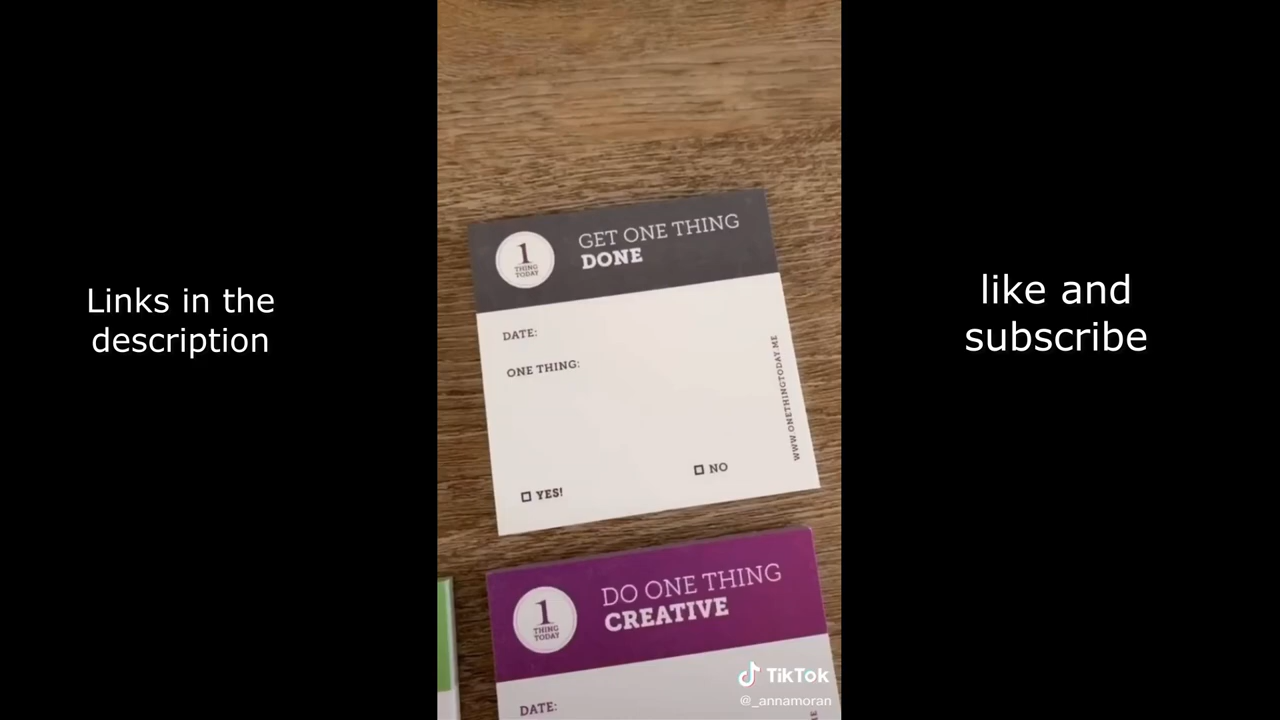 Links in the
description
1
THING
TODAY
GET ONE THING
DONE
DATE:
ONE THING:
YES!
NO
WWW.ONETHINGTODAY.ME
1
THING
TODAY
DO ONE THING
CREATIVE
DATE:
TikTok
@_annamoran
like and
subscribe